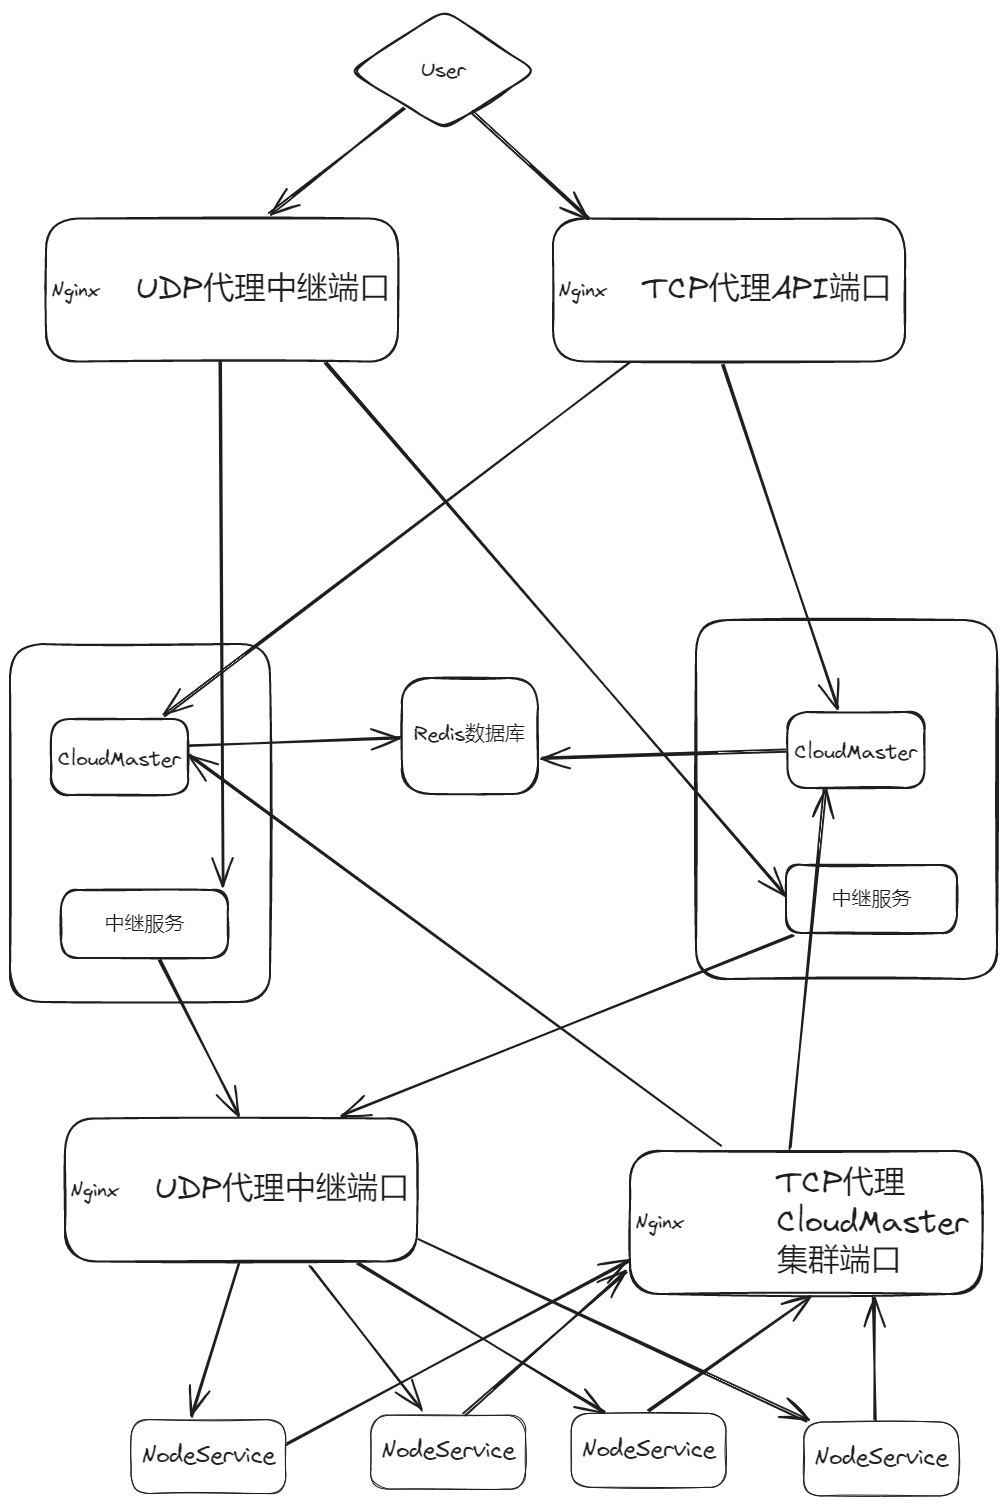 User
Nginx UDP代理中继端口
Nginx TCP代理API端口
CloudMaster
Redis数据库
CloudMaster
中继服务
中继服务
Nginx UDP代理中继端口
Nginx
TCP代理
CloudMaster
集群端口
NodeService
NodeService
NodeService
NodeService